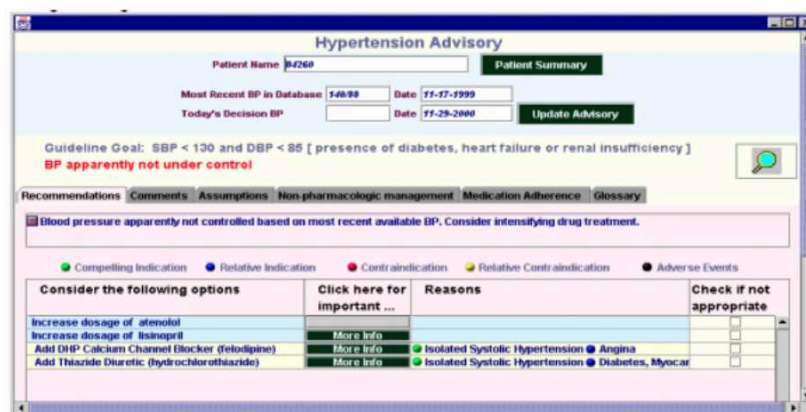 Hypertension Advisory
Patient Name 04260 Patient Summary
Most Recent BP in Database 140/80 Date 11-17-1999
Today's Decision BP Date 11-29-2000 Update Advisory
Guideline Goal: SBP < 130 and DBP < 85 [ presence of diabetes, heart failure or renal insufficiency ]
BP apparently not under control
Recommendations Comments Assumptions Non-pharmacologic management Medication Adherence Glossary
Blood pressure apparently not controlled based on most recent available BP. Consider intensifying drug treatment.
Compelling Indication Relative Indication Contraindication Relative Contraindication Adverse Events
Consider the following options Click here for important ... Reasons Check if not appropriate
Increase dosage of atenolol
Increase dosage of lisinopril More Info
Add DHP Calcium Channel Blocker (felodipine) More Info Isolated Systolic Hypertension Angina
Add Thiazide Diuretic (hydrochlorothiazide) More Info Isolated Systolic Hypertension Diabetes, Myocar